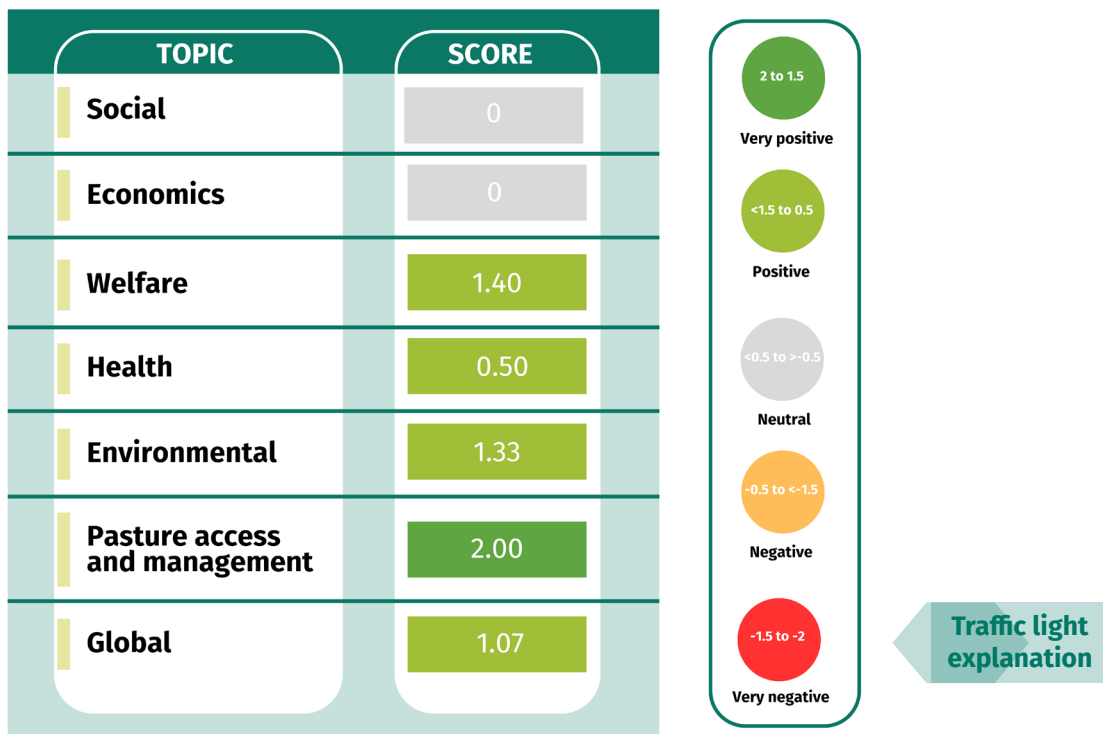 TOPIC SCORE
Social 0
Economics 0
Welfare 1.40
Health 0.50
Environmental 1.33
Pasture access
and management 2.00
Global 1.07
2 to 1.5
Very positive
<1.5 to 0.5
Positive
<0.5 to >-0.5
Neutral
-0.5 to <-1.5
Negative
-1.5 to -2
Very negative
Traffic light
explanation